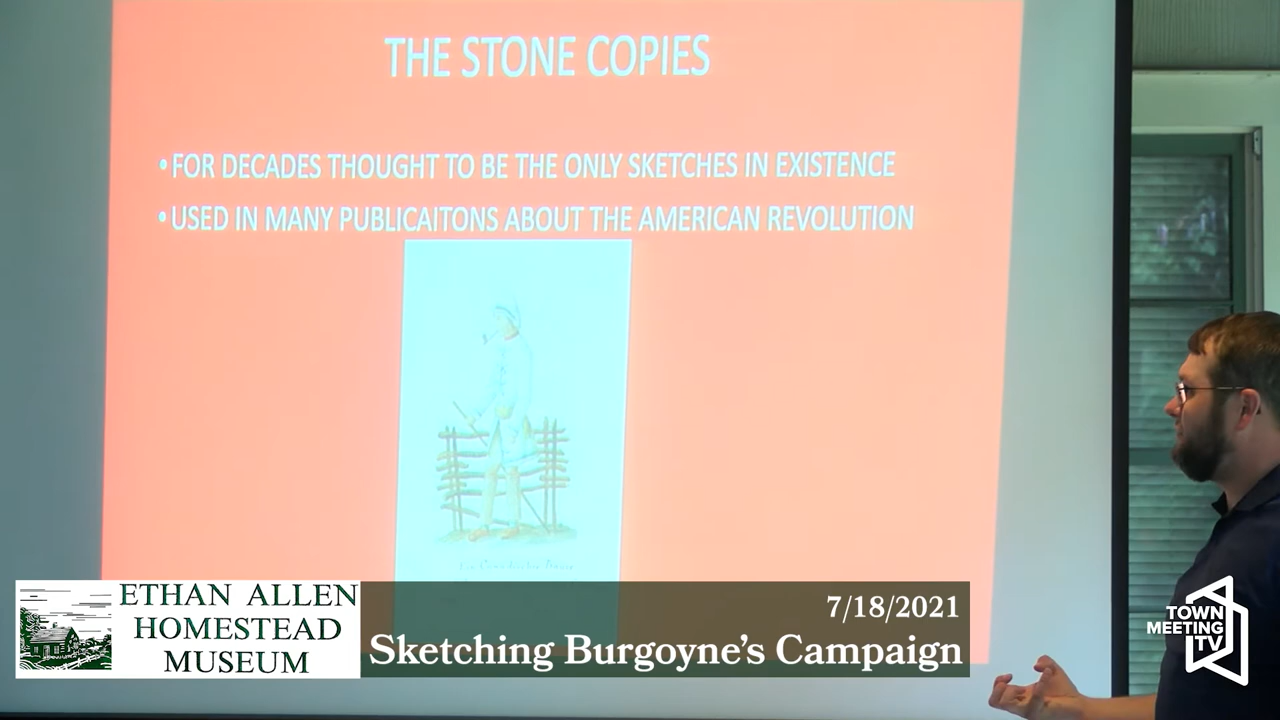 THE STONE COPIES
• FOR DECADES THOUGHT TO BE THE ONLY SKETCHES IN EXISTENCE
• USED IN MANY PUBLICAITONS ABOUT THE AMERICAN REVOLUTION
ETHAN ALLEN
HOMESTEAD
MUSEUM
7/18/2021
Sketching Burgoyne's Campaign
TOWN
MEETING
TV